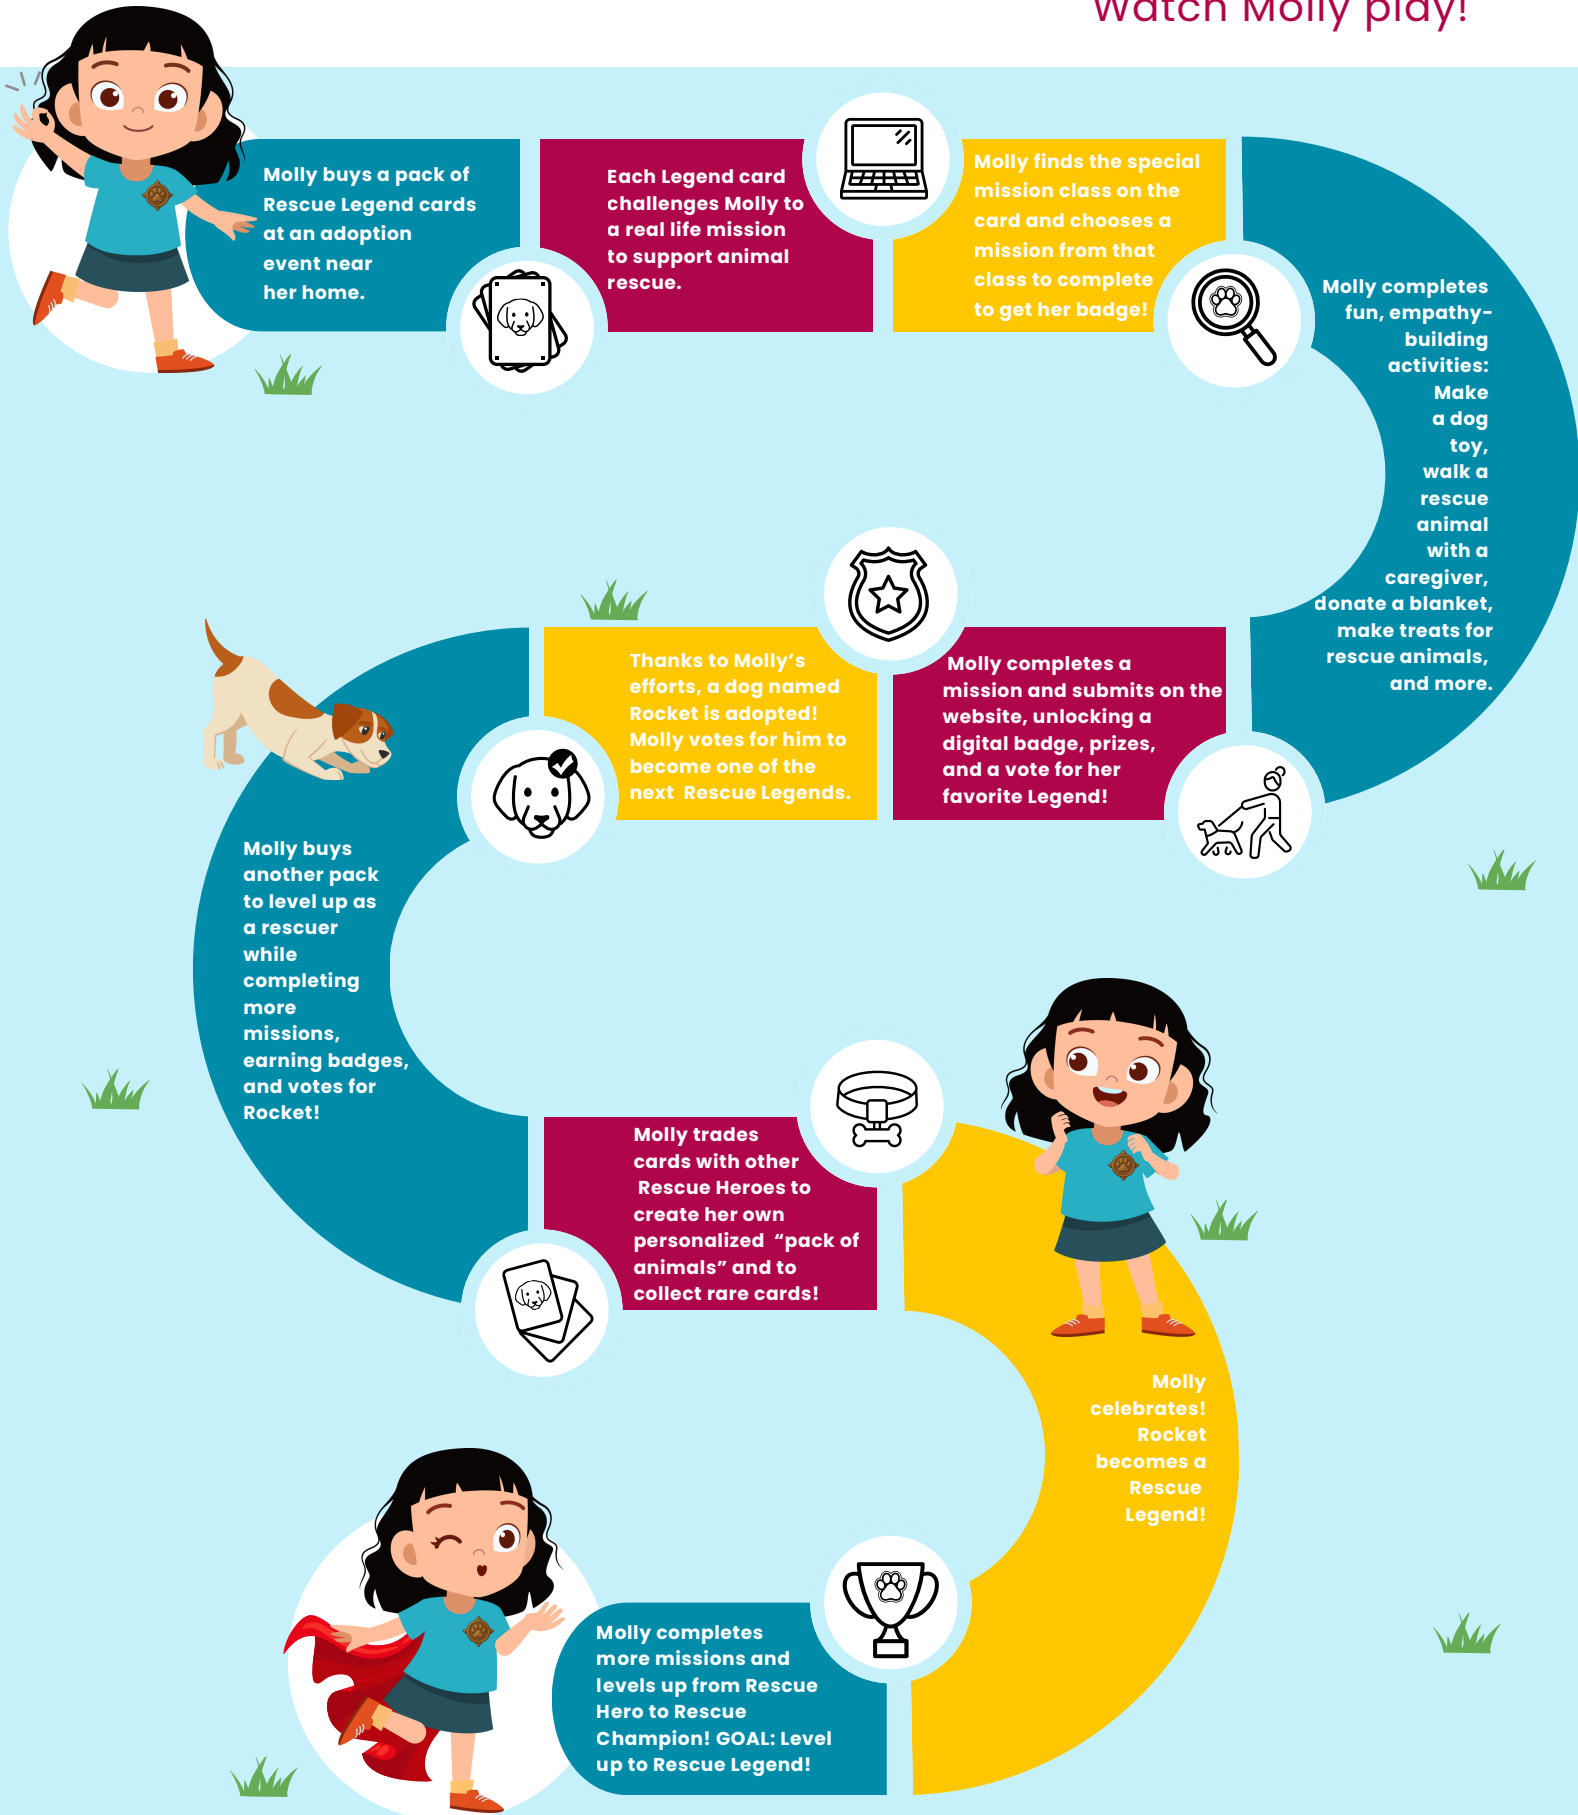 Watch Molly play!
Molly buys a pack of
Rescue Legend cards
at an adoption
event near
her home.
Each Legend card
challenges Molly to
a real life mission
to support animal
rescue.
Molly finds the special
mission class on the
card and chooses a
mission from that
class to complete
to get her badge!
Molly completes
fun, empathy-
building
activities:
Make
a dog
toy,
walk a
rescue
animal
with a
caregiver,
donate a blanket,
make treats for
rescue animals,
and more.
Molly completes a
mission and submits on the
website, unlocking a
digital badge, prizes,
and a vote for her
favorite Legend!
Thanks to Molly’s
efforts, a dog named
Rocket is adopted!
Molly votes for him to
become one of the
next Rescue Legends.
Molly buys
another pack
to level up as
a rescuer
while
completing
more
missions,
earning badges,
and votes for
Rocket!
Molly trades
cards with other
Rescue Heroes to
create her own
personalized “pack of
animals” and to
collect rare cards!
Molly
celebrates!
Rocket
becomes a
Rescue
Legend!
Molly completes
more missions and
levels up from Rescue
Hero to Rescue
Champion! GOAL: Level
up to Rescue Legend!